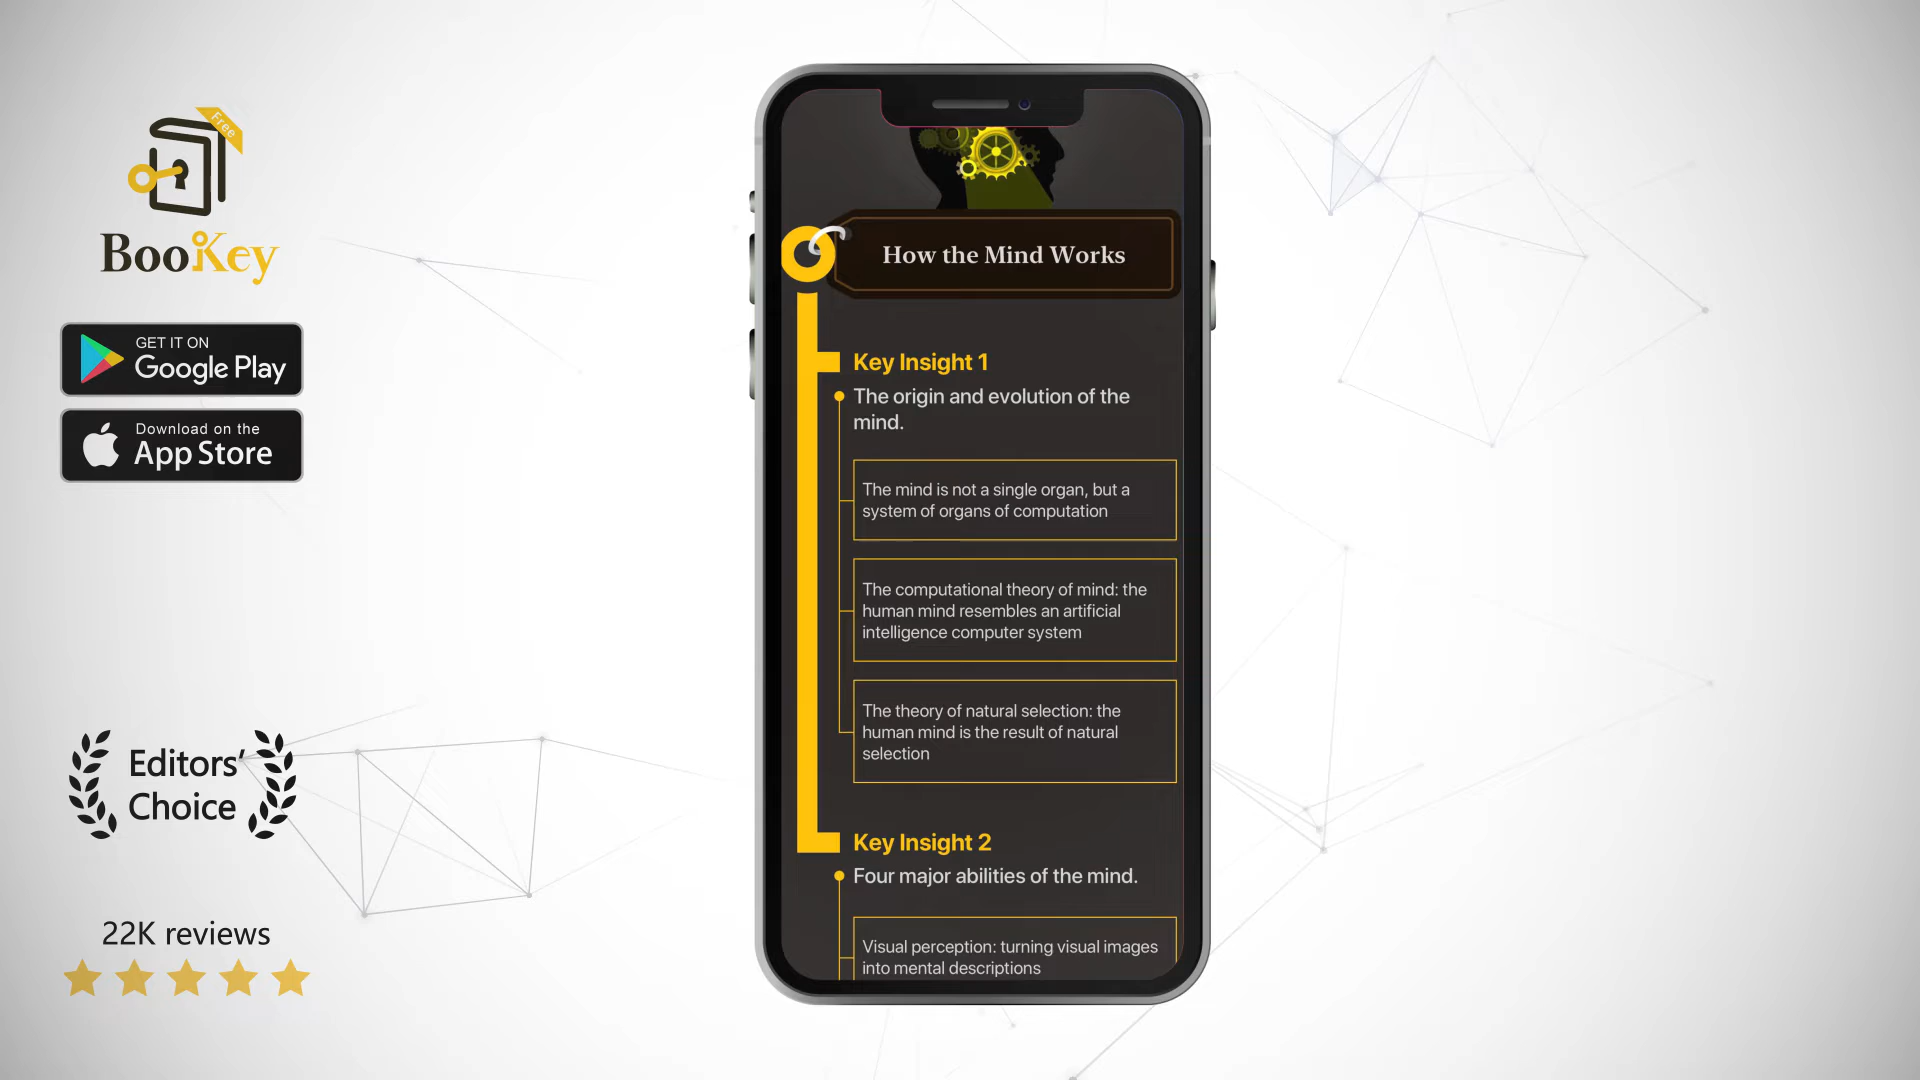 Free
BooKey
GET IT ON
Google Play
Download on the
App Store
Editors'
Choice
22K reviews
How the Mind Works
Key Insight 1
The origin and evolution of the
mind.
The mind is not a single organ, but a
system of organs of computation
The computational theory of mind: the
human mind resembles an artificial
intelligence computer system
The theory of natural selection: the
human mind is the result of natural
selection
Key Insight 2
Four major abilities of the mind.
Visual perception: turning visual images
into mental descriptions